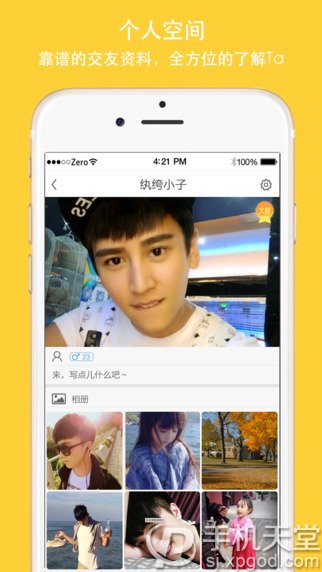 个人空间
靠谱的交友资料，全方位的了解Ta
Zero
4:21 PM
100%
纨绔小子
23
来，写点儿什么吧～
相册
手机天堂
sj.xpgod.com